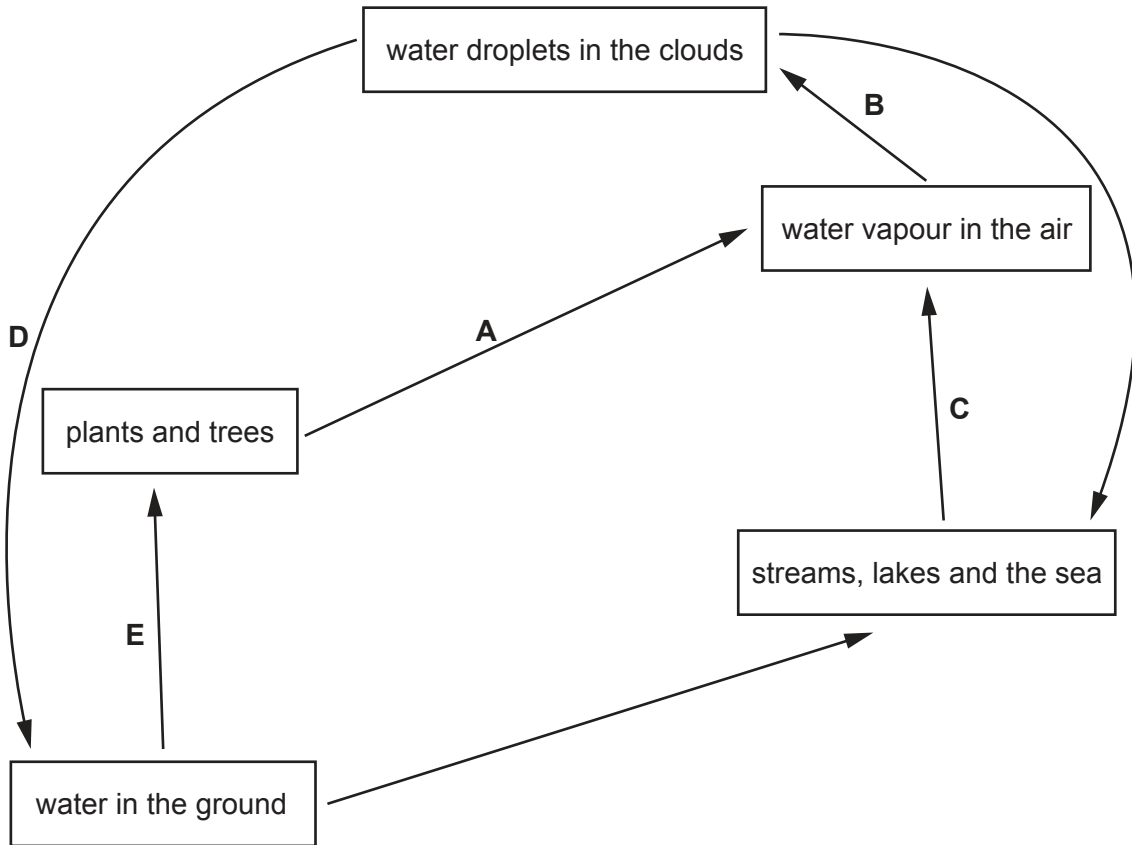 water droplets in the clouds
B
water vapour in the air
D
A
plants and trees
C
streams, lakes and the sea
E
water in the ground